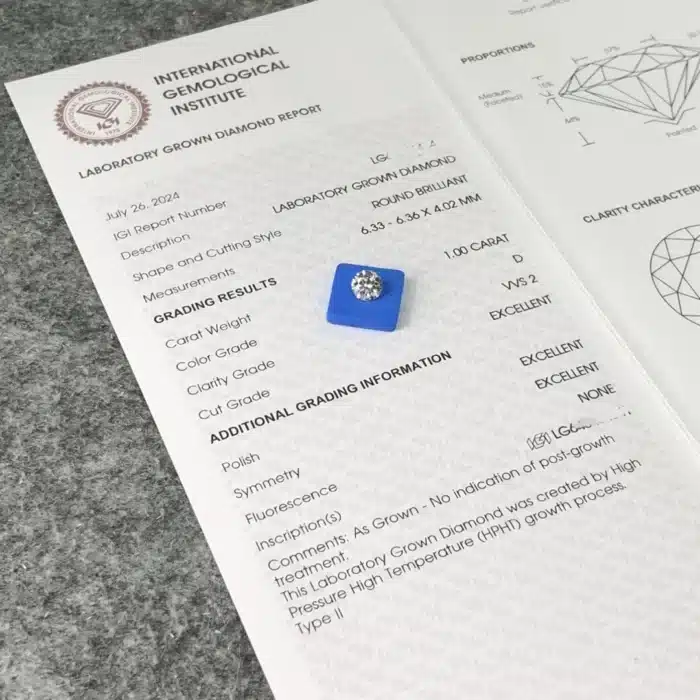 INTERNATIONAL
GEMOLOGICAL
INSTITUTE
LABORATORY GROWN DIAMOND REPORT
July 26, 2024
IGI Report Number
Description LABORATORY GROWN DIAMOND
Shape and Cutting Style ROUND BRILLIANT
Measurements 6.33 - 6.36 X 4.02 MM
GRADING RESULTS
Carat Weight 1.00 CARAT
Color Grade D
Clarity Grade VVS 2
Cut Grade EXCELLENT
ADDITIONAL GRADING INFORMATION
Polish EXCELLENT
Symmetry EXCELLENT
Fluorescence NONE
Inscription(s)
Comments: As Grown - No indication of post-growth
treatment.
This Laboratory Grown Diamond was created by High
Pressure High Temperature (HPHT) growth process.
Type II
PROPORTIONS
Medium
(Faceted)
CLARITY CHARACTER